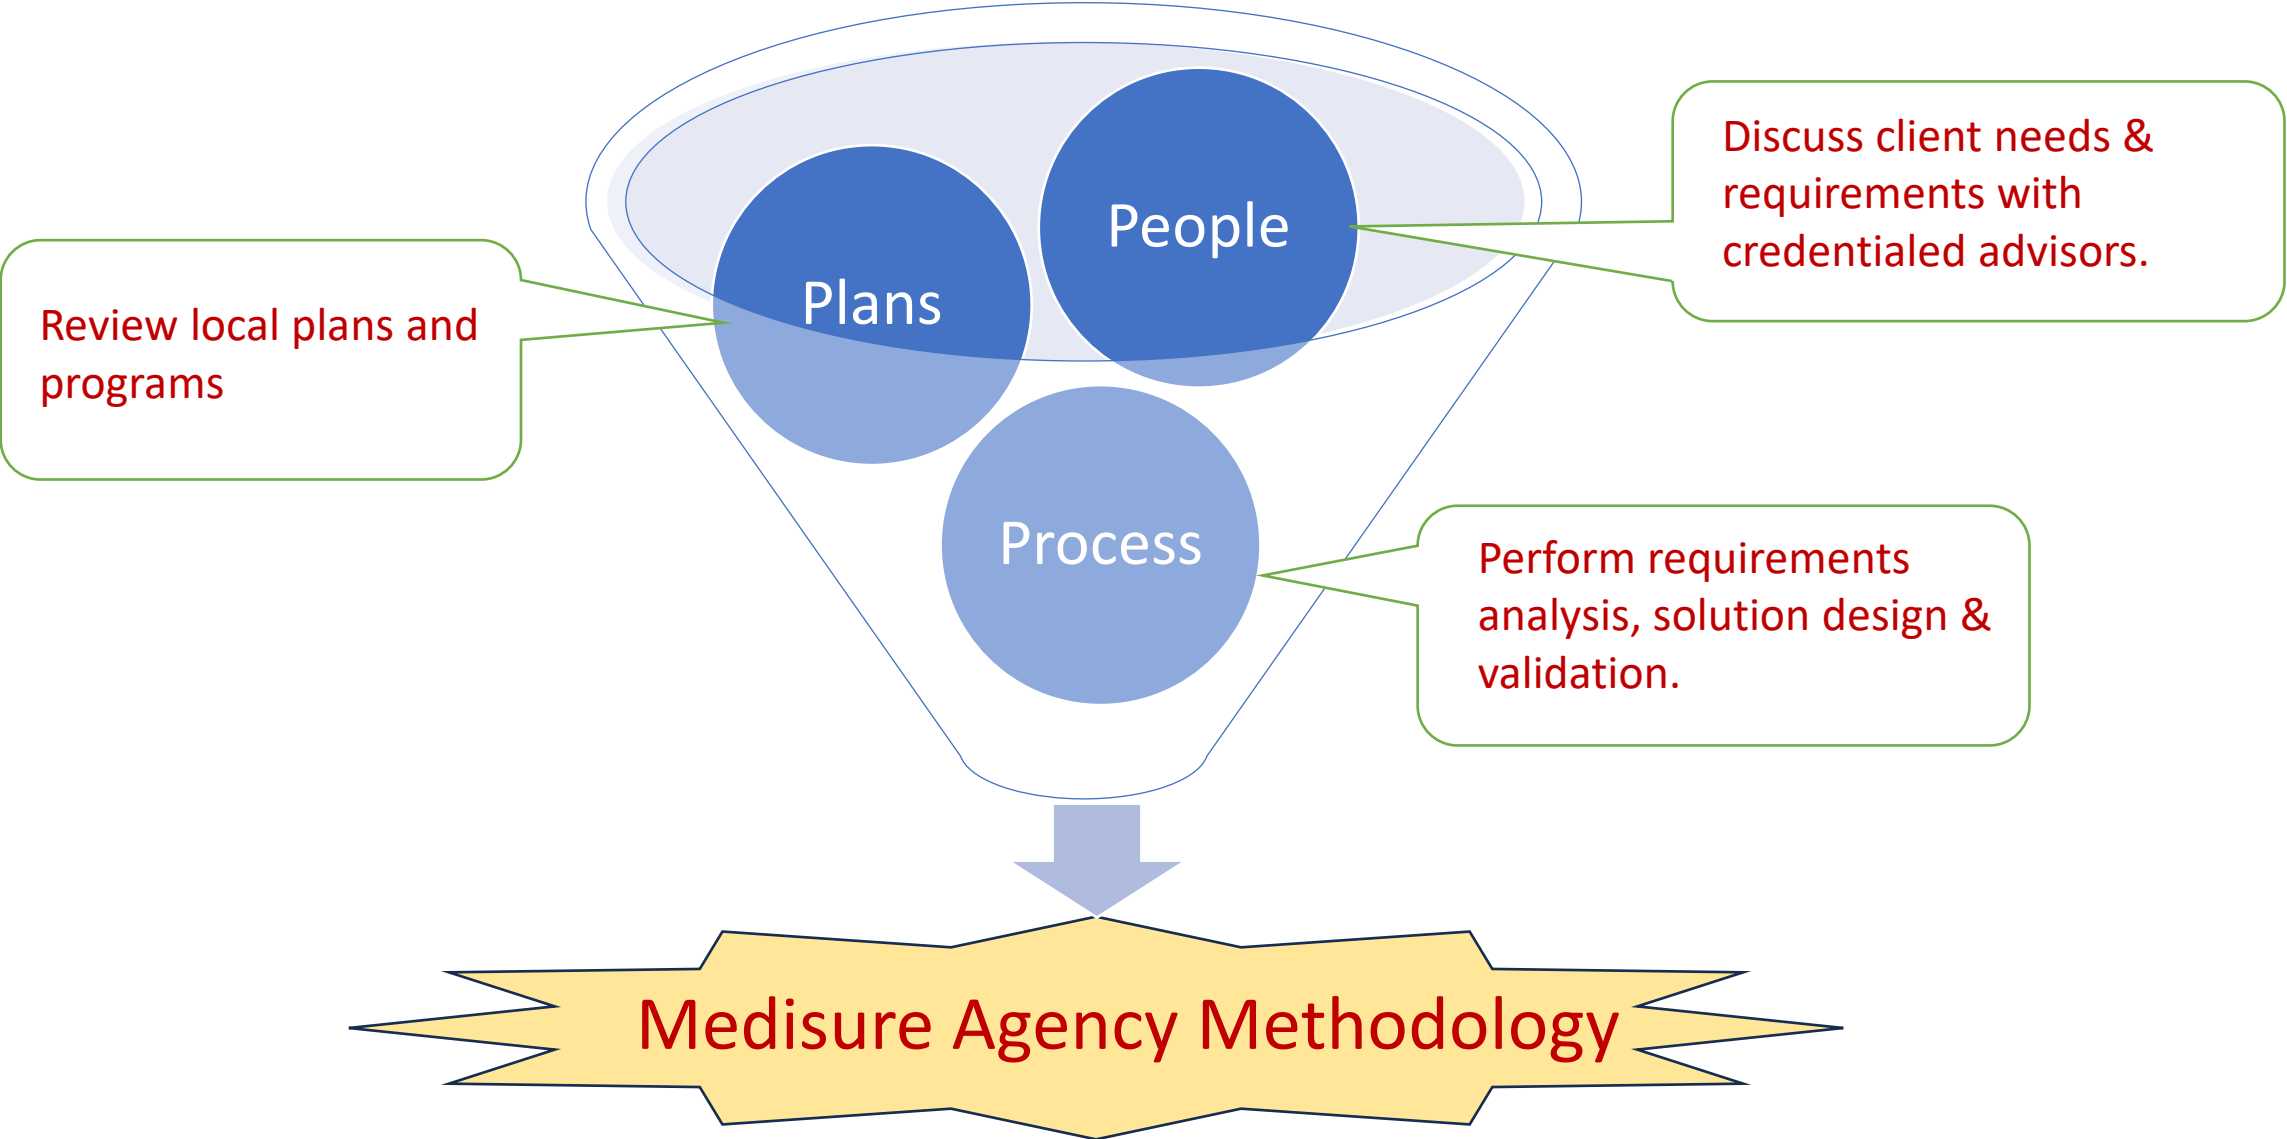 People
Discuss client needs &
requirements with
credentialed advisors.
Plans
Review local plans and
programs
Process
Perform requirements
analysis, solution design &
validation.
Medisure Agency Methodology